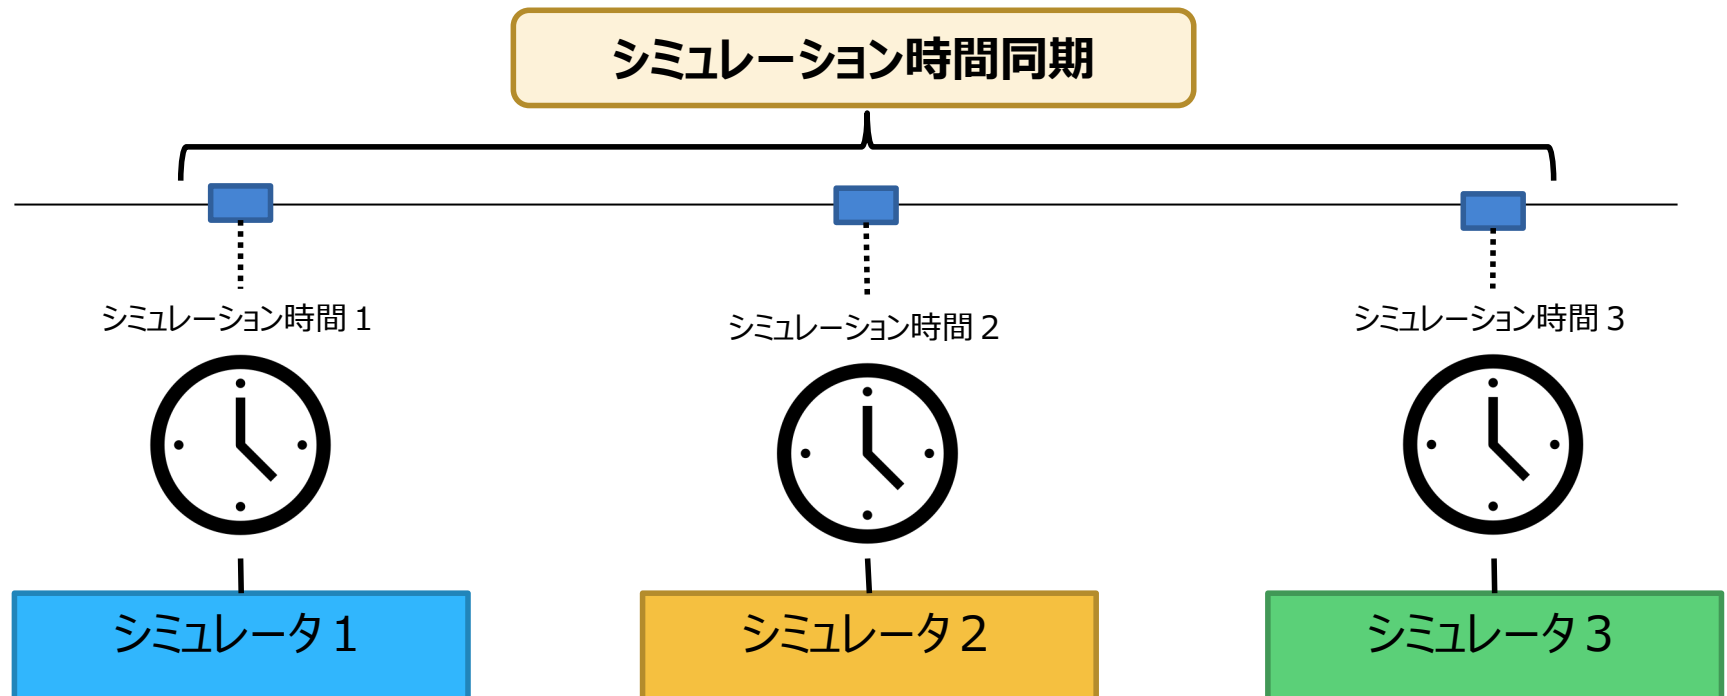 シミュレーション時間同期
シミュレーション時間１
シミュレーション時間２
シミュレーション時間３
シミュレータ１
シミュレータ２
シミュレータ３